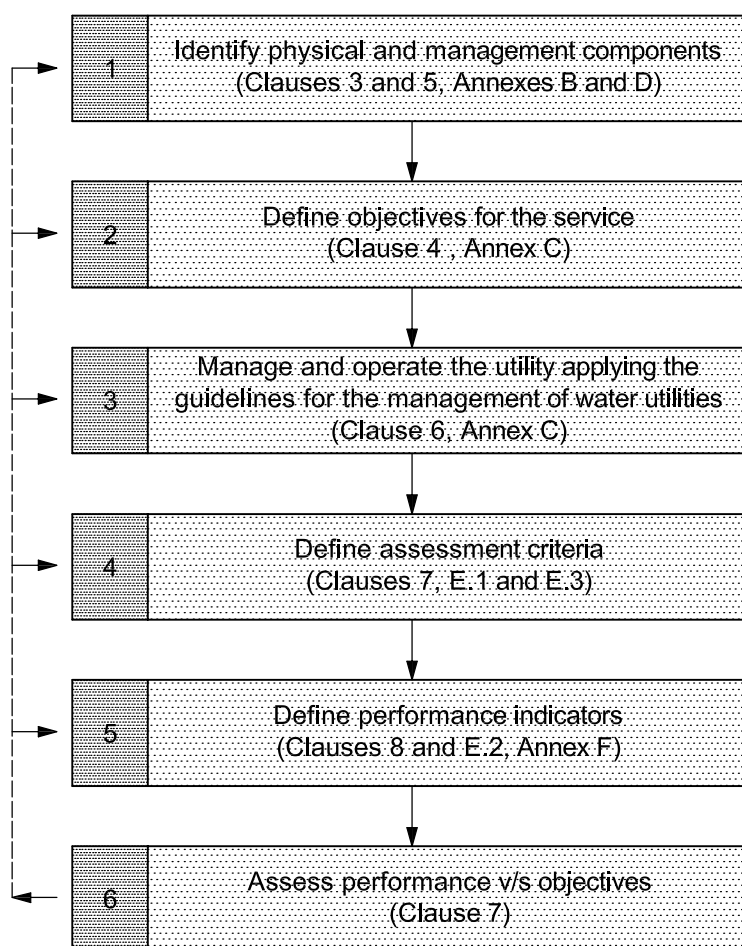 1
Identify physical and management components
(Clauses 3 and 5, Annexes B and D)
2
Define objectives for the service
(Clause 4 , Annex C)
3
Manage and operate the utility applying the
guidelines for the management of water utilities
(Clause 6, Annex C)
4
Define assessment criteria
(Clauses 7, E.1 and E.3)
5
Define performance indicators
(Clauses 8 and E.2, Annex F)
6
Assess performance v/s objectives
(Clause 7)